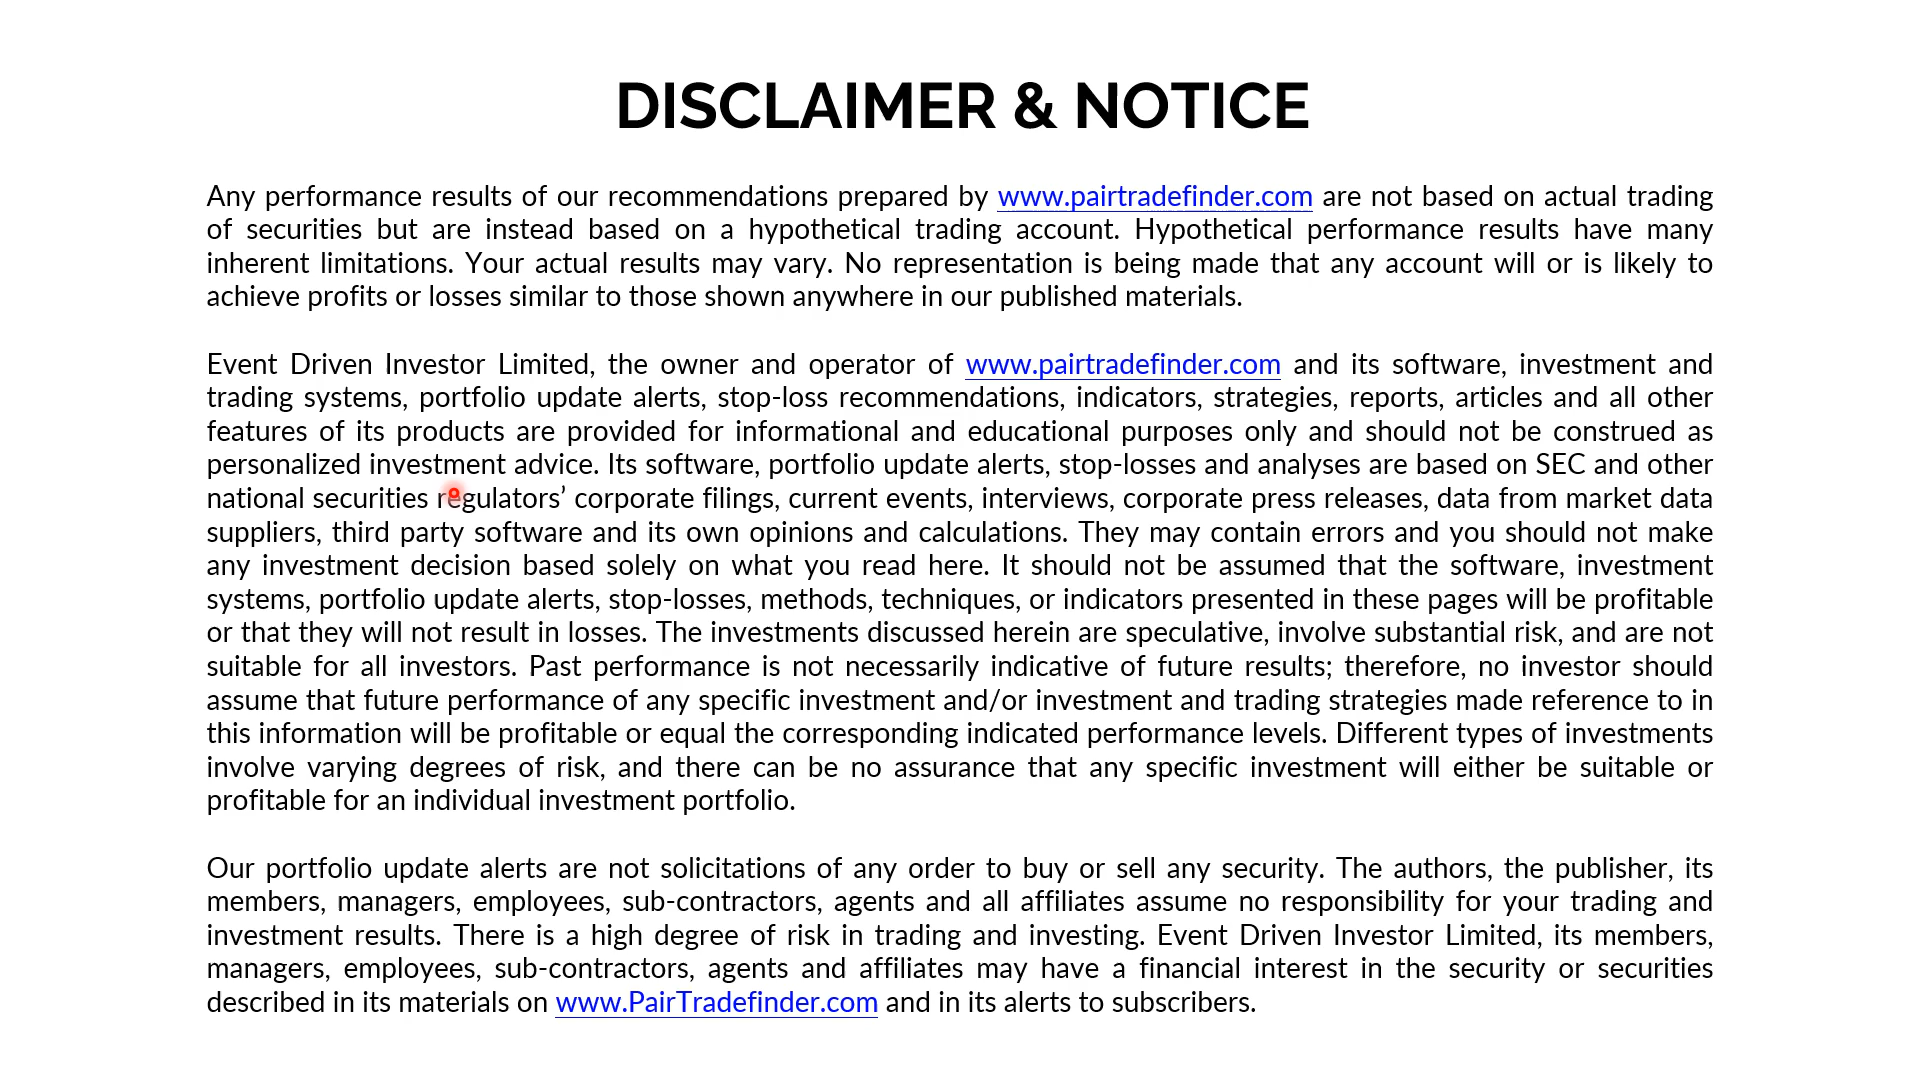 DISCLAIMER & NOTICE
Any performance results of our recommendations prepared by www.pairtradefinder.com are not based on actual trading
of securities but are instead based on a hypothetical trading account. Hypothetical performance results have many
inherent limitations. Your actual results may vary. No representation is being made that any account will or is likely to
achieve profits or losses similar to those shown anywhere in our published materials.
Event Driven Investor Limited, the owner and operator of www.pairtradefinder.com and its software, investment and
trading systems, portfolio update alerts, stop-loss recommendations, indicators, strategies, reports, articles and all other
features of its products are provided for informational and educational purposes only and should not be construed as
personalized investment advice. Its software, portfolio update alerts, stop-losses and analyses are based on SEC and other
national securities regulators’ corporate filings, current events, interviews, corporate press releases, data from market data
suppliers, third party software and its own opinions and calculations. They may contain errors and you should not make
any investment decision based solely on what you read here. It should not be assumed that the software, investment
systems, portfolio update alerts, stop-losses, methods, techniques, or indicators presented in these pages will be profitable
or that they will not result in losses. The investments discussed herein are speculative, involve substantial risk, and are not
suitable for all investors. Past performance is not necessarily indicative of future results; therefore, no investor should
assume that future performance of any specific investment and/or investment and trading strategies made reference to in
this information will be profitable or equal the corresponding indicated performance levels. Different types of investments
involve varying degrees of risk, and there can be no assurance that any specific investment will either be suitable or
profitable for an individual investment portfolio.
Our portfolio update alerts are not solicitations of any order to buy or sell any security. The authors, the publisher, its
members, managers, employees, sub-contractors, agents and all affiliates assume no responsibility for your trading and
investment results. There is a high degree of risk in trading and investing. Event Driven Investor Limited, its members,
managers, employees, sub-contractors, agents and affiliates may have a financial interest in the security or securities
described in its materials on www.PairTradefinder.com and in its alerts to subscribers.